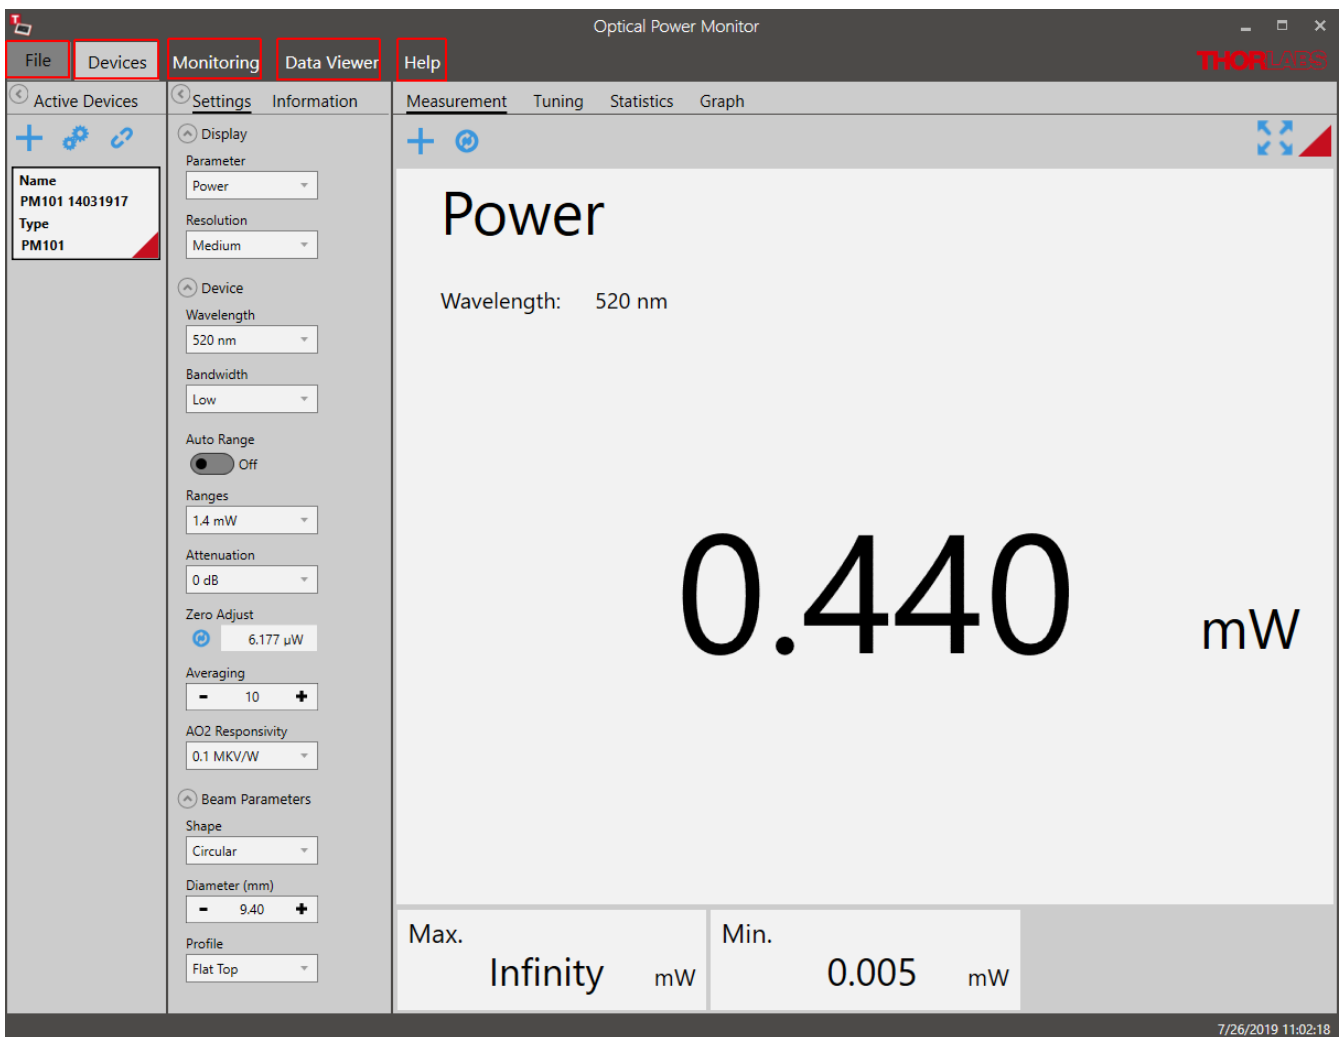 Optical Power Monitor
File Devices Monitoring Data Viewer Help
THORLABS
Active Devices
Name
PM101 14031917
Type
PM101
Settings Information
Display
Parameter
Power
Resolution
Medium
Device
Wavelength
520 nm
Bandwidth
Low
Auto Range
Off
Ranges
1.4 mW
Attenuation
0 dB
Zero Adjust
6.177 µW
Averaging
- 10 +
AO2 Responsivity
0.1 MKV/W
Beam Parameters
Shape
Circular
Diameter (mm)
- 9.40 +
Profile
Flat Top
Measurement Tuning Statistics Graph
Power
Wavelength: 520 nm
0.440 mW
Max.
Infinity mW
Min.
0.005 mW
7/26/2019 11:02:18